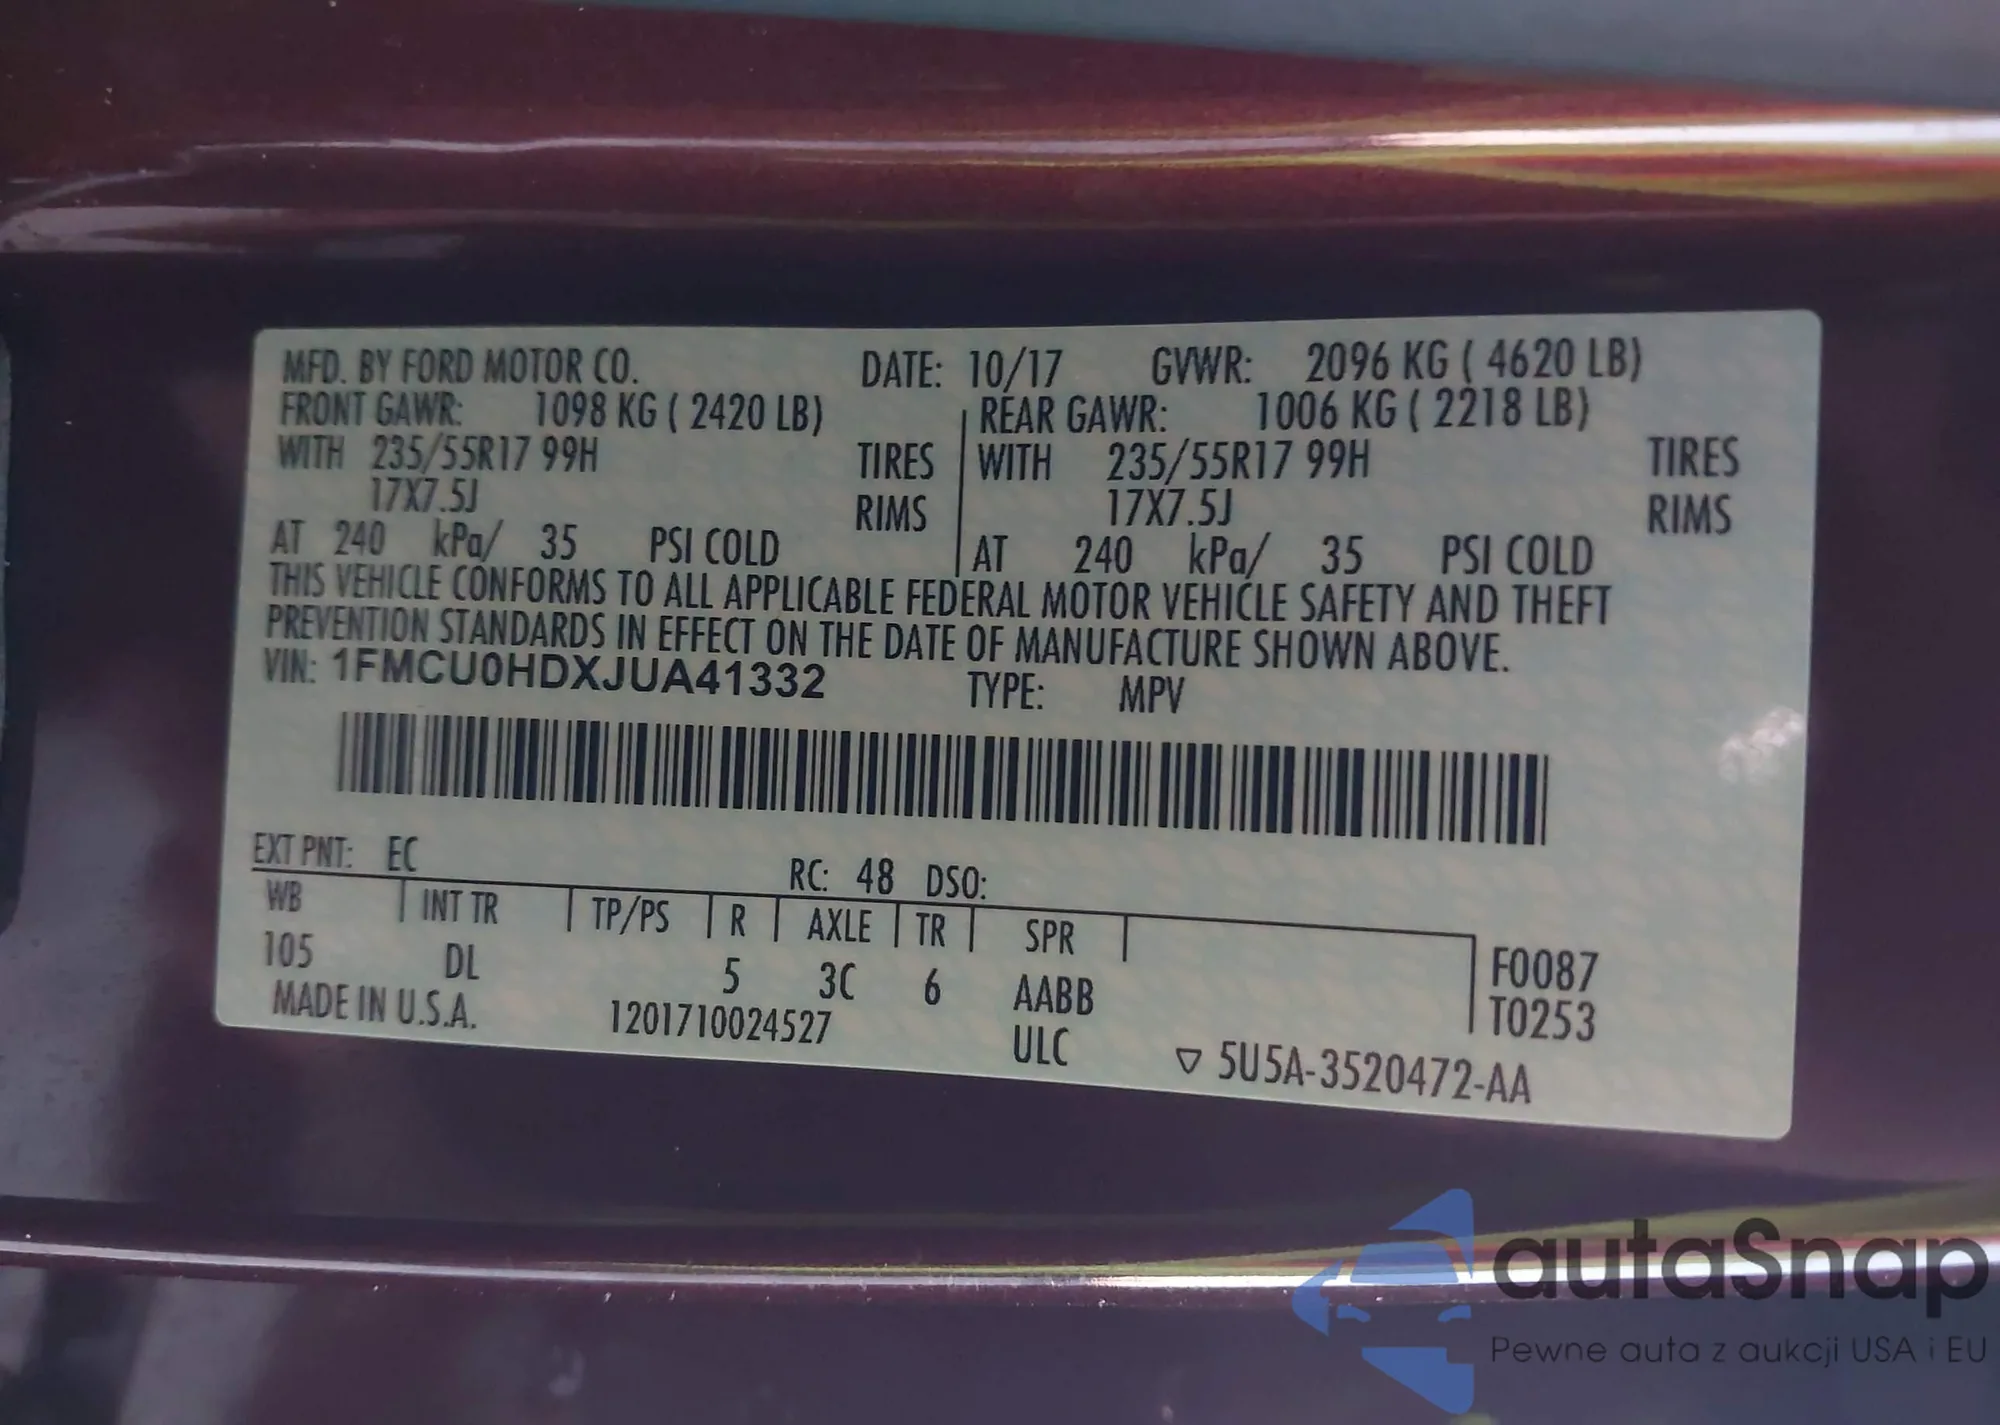 MFD. BY FORD MOTOR CO. DATE: 10/17 GVWR: 2096 KG ( 4620 LB)
FRONT GAWR: 1098 KG ( 2420 LB) REAR GAWR: 1006 KG ( 2218 LB)
WITH 235/55R17 99H TIRES WITH 235/55R17 99H TIRES
17X7.5J RIMS 17X7.5J RIMS
AT 240 kPa/ 35 PSI COLD AT 240 kPa/ 35 PSI COLD
THIS VEHICLE CONFORMS TO ALL APPLICABLE FEDERAL MOTOR VEHICLE SAFETY AND THEFT
PREVENTION STANDARDS IN EFFECT ON THE DATE OF MANUFACTURE SHOWN ABOVE.
VIN: 1FMCU0HDXJUA41332 TYPE: MPV
EXT PNT: EC RC: 48 DSO:
WB INT TR TP/PS R AXLE TR SPR
105 DL 5 3C 6 AABB F0087
MADE IN U.S.A. 1201710024527 ULC T0253
▽ 5U5A-3520472-AA
autaSnap
Pewne auta z aukcji USA i EU